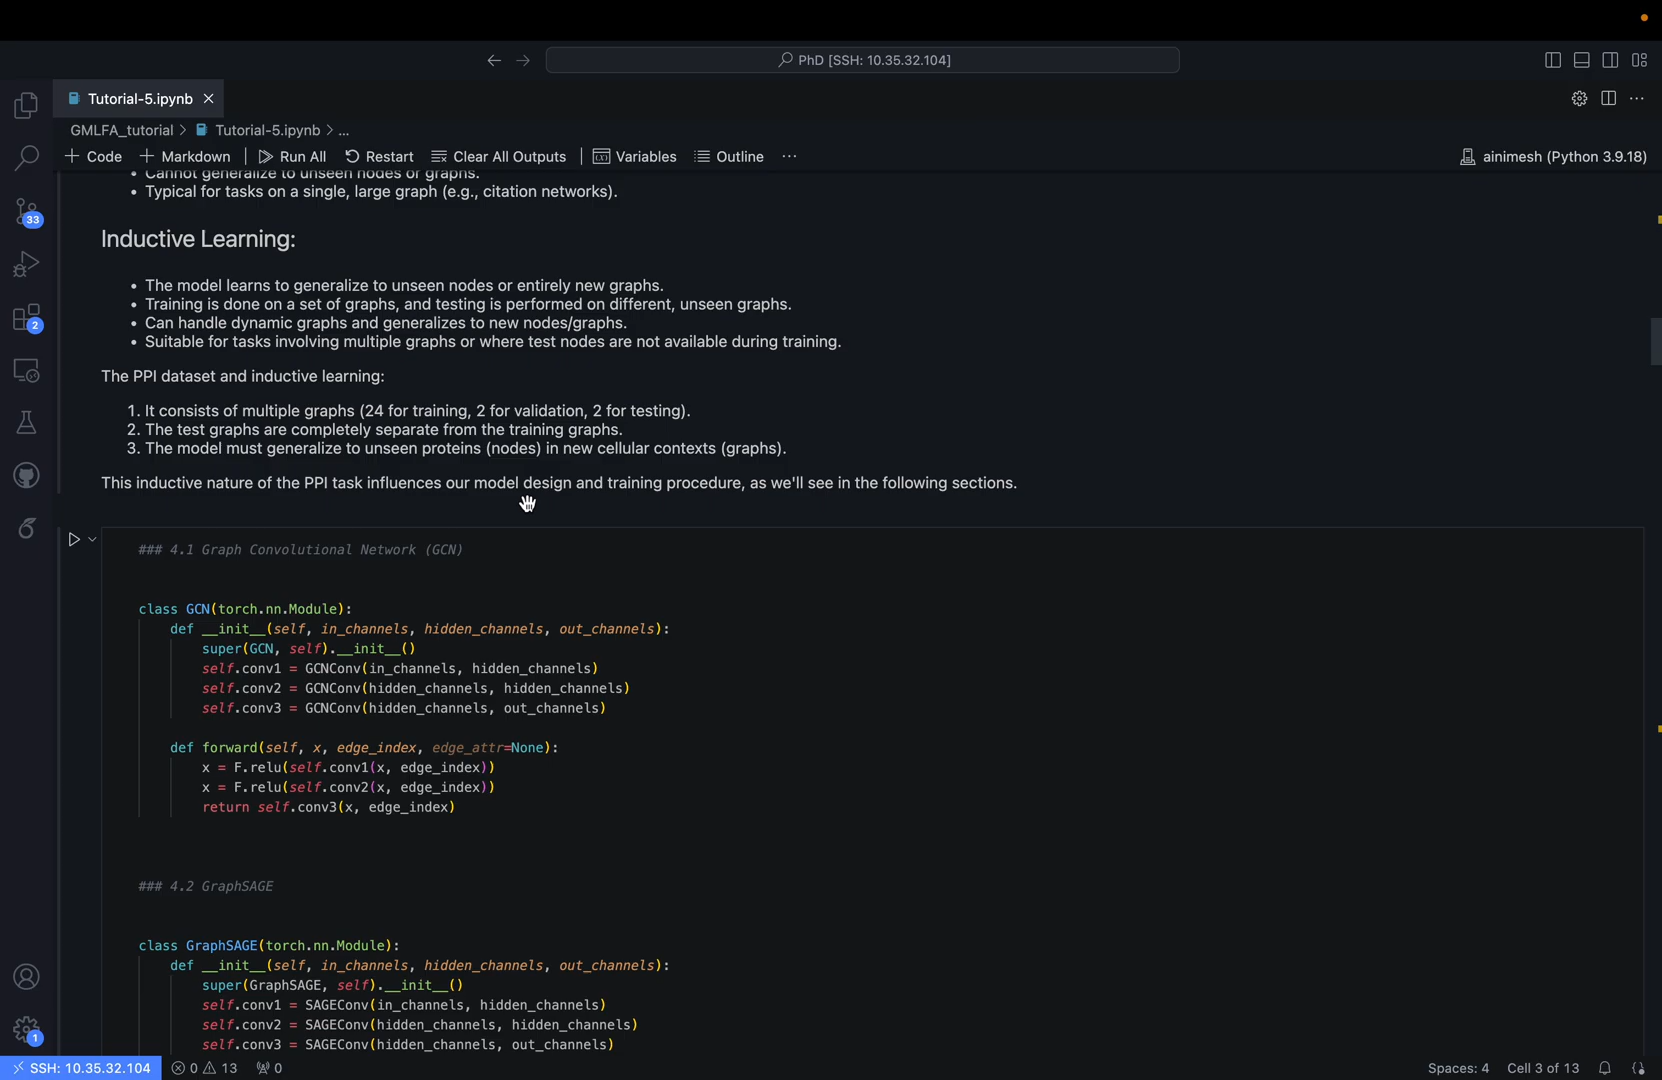 PhD [SSH: 10.35.32.104]
Tutorial-5.ipynb
GMLFA_tutorial > Tutorial-5.ipynb > ...
+ Code + Markdown Run All Restart Clear All Outputs Variables Outline ... ainimesh (Python 3.9.18)
• Cannot generalize to unseen nodes or graphs.
• Typical for tasks on a single, large graph (e.g., citation networks).
33
Inductive Learning:
• The model learns to generalize to unseen nodes or entirely new graphs.
• Training is done on a set of graphs, and testing is performed on different, unseen graphs.
• Can handle dynamic graphs and generalizes to new nodes/graphs.
2
• Suitable for tasks involving multiple graphs or where test nodes are not available during training.
The PPI dataset and inductive learning:
1. It consists of multiple graphs (24 for training, 2 for validation, 2 for testing).
2. The test graphs are completely separate from the training graphs.
3. The model must generalize to unseen proteins (nodes) in new cellular contexts (graphs).
This inductive nature of the PPI task influences our model design and training procedure, as we'll see in the following sections.
### 4.1 Graph Convolutional Network (GCN)
class GCN(torch.nn.Module):
def __init__(self, in_channels, hidden_channels, out_channels):
super(GCN, self).__init__()
self.conv1 = GCNConv(in_channels, hidden_channels)
self.conv2 = GCNConv(hidden_channels, hidden_channels)
self.conv3 = GCNConv(hidden_channels, out_channels)
def forward(self, x, edge_index, edge_attr=None):
x = F.relu(self.conv1(x, edge_index))
x = F.relu(self.conv2(x, edge_index))
return self.conv3(x, edge_index)
### 4.2 GraphSAGE
class GraphSAGE(torch.nn.Module):
def __init__(self, in_channels, hidden_channels, out_channels):
super(GraphSAGE, self).__init__()
self.conv1 = SAGEConv(in_channels, hidden_channels)
self.conv2 = SAGEConv(hidden_channels, hidden_channels)
1
self.conv3 = SAGEConv(hidden_channels, out_channels)
SSH: 10.35.32.104 0 13 0 Spaces: 4 Cell 3 of 13